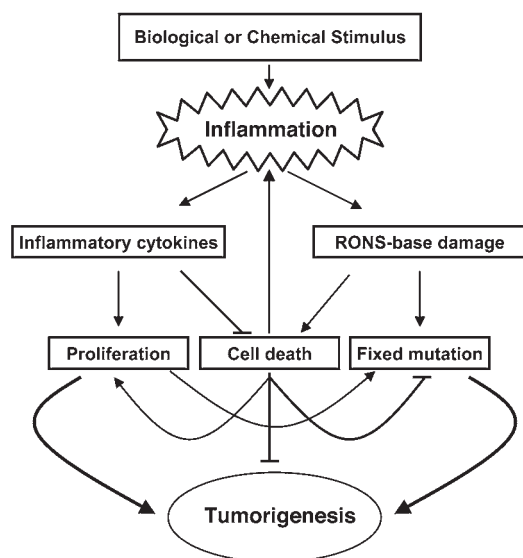 Biological or Chemical Stimulus
Inflammation
Inflammatory cytokines
RONS-base damage
Proliferation
Cell death
Fixed mutation
Tumorigenesis